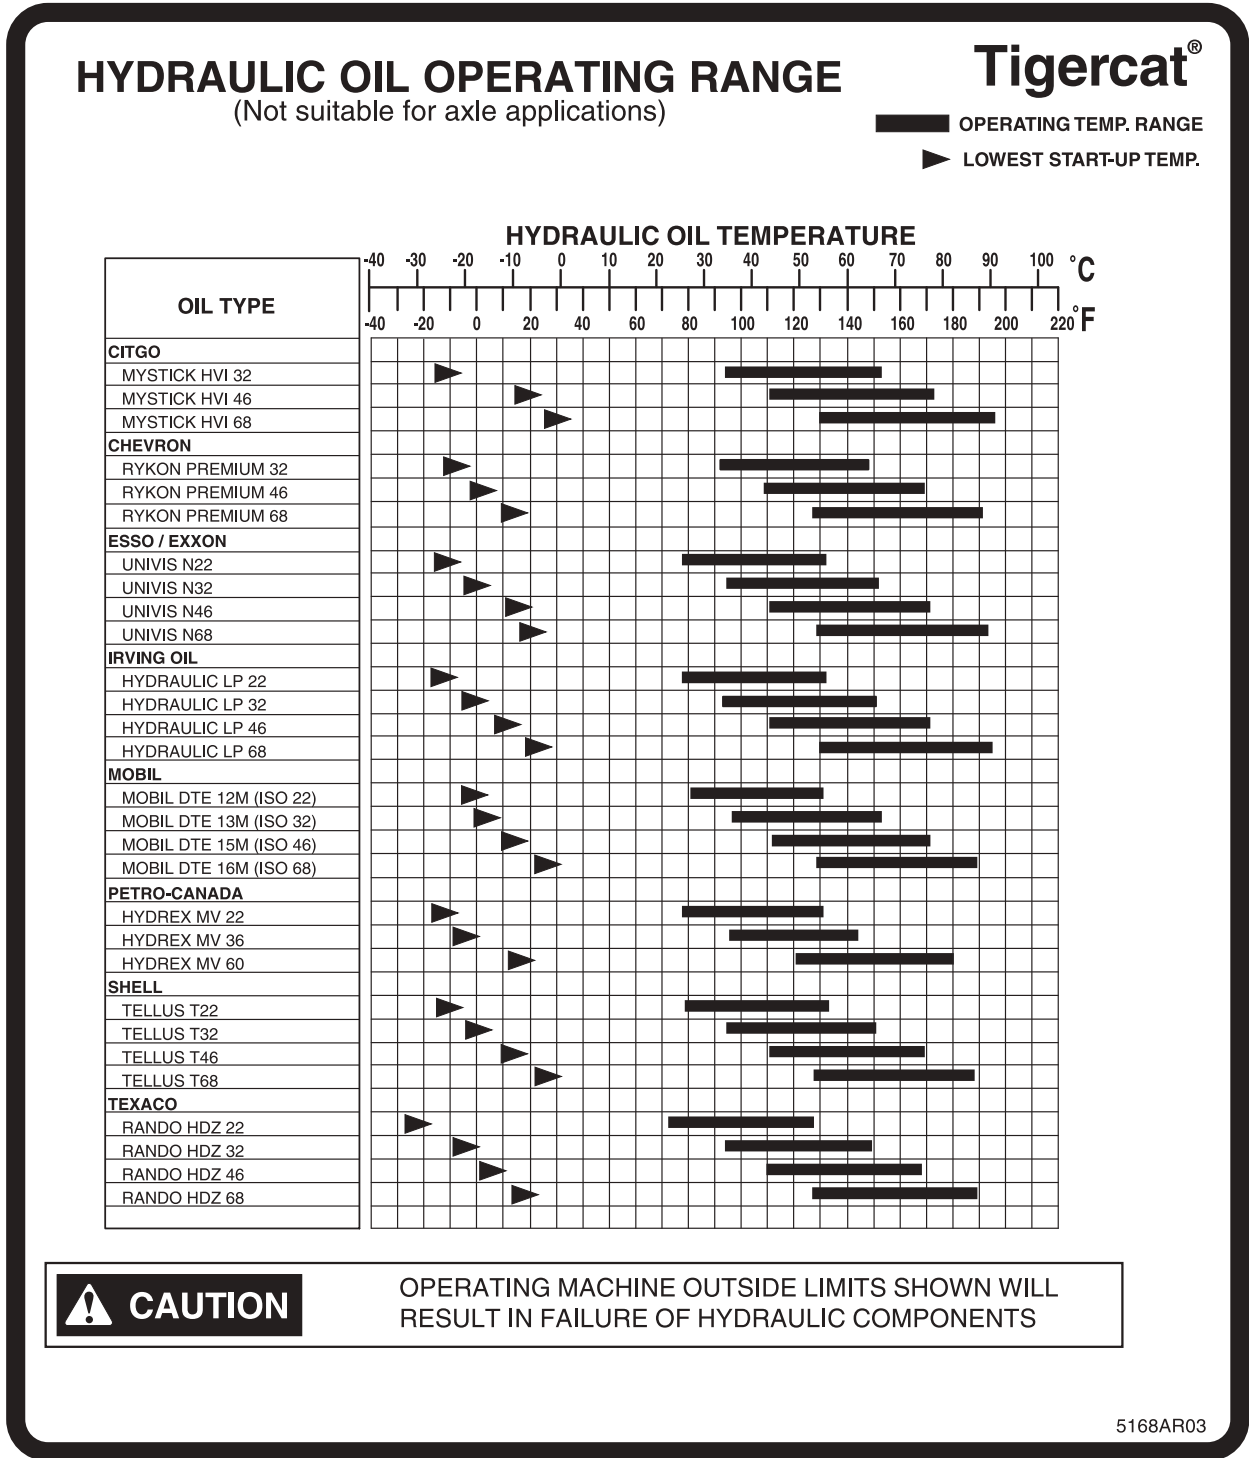 Tigercat®
HYDRAULIC OIL OPERATING RANGE
(Not suitable for axle applications)
OPERATING TEMP. RANGE
LOWEST START-UP TEMP.
HYDRAULIC OIL TEMPERATURE
-40 -30 -20 -10 0 10 20 30 40 50 60 70 80 90 100 °C
OIL TYPE
-40 -20 0 20 40 60 80 100 120 140 160 180 200 220 °F
CITGO
MYSTICK HVI 32
MYSTICK HVI 46
MYSTICK HVI 68
CHEVRON
RYKON PREMIUM 32
RYKON PREMIUM 46
RYKON PREMIUM 68
ESSO / EXXON
UNIVIS N22
UNIVIS N32
UNIVIS N46
UNIVIS N68
IRVING OIL
HYDRAULIC LP 22
HYDRAULIC LP 32
HYDRAULIC LP 46
HYDRAULIC LP 68
MOBIL
MOBIL DTE 12M (ISO 22)
MOBIL DTE 13M (ISO 32)
MOBIL DTE 15M (ISO 46)
MOBIL DTE 16M (ISO 68)
PETRO-CANADA
HYDREX MV 22
HYDREX MV 36
HYDREX MV 60
SHELL
TELLUS T22
TELLUS T32
TELLUS T46
TELLUS T68
TEXACO
RANDO HDZ 22
RANDO HDZ 32
RANDO HDZ 46
RANDO HDZ 68
CAUTION
OPERATING MACHINE OUTSIDE LIMITS SHOWN WILL
RESULT IN FAILURE OF HYDRAULIC COMPONENTS
5168AR03